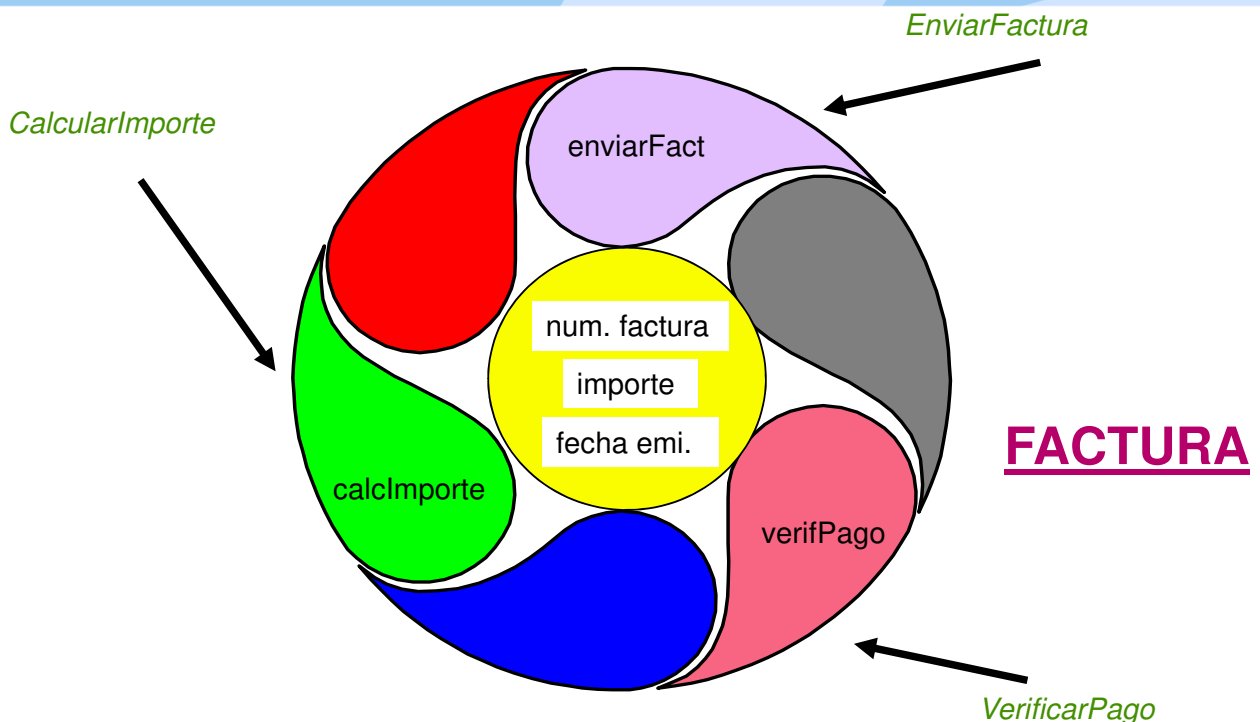 EnviarFactura
CalcularImporte
enviarFact
num. factura
importe
fecha emi.
FACTURA
calcImporte
verifPago
VerificarPago